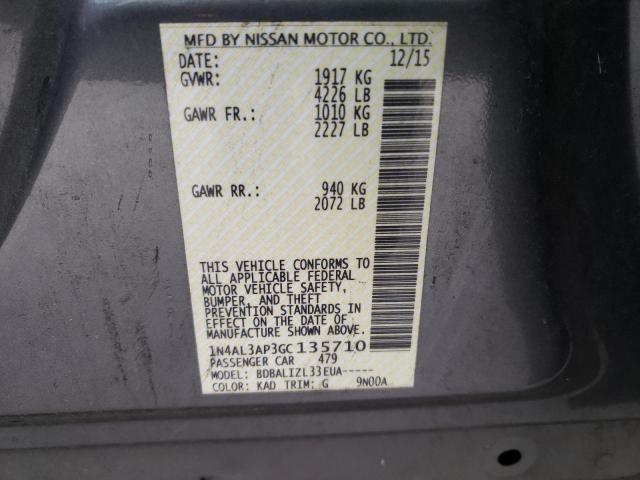 MFD BY NISSAN MOTOR CO., LTD.
DATE: 12/15
GVWR: 1917 KG
4226 LB
GAWR FR.: 1010 KG
2227 LB
GAWR RR.: 940 KG
2072 LB
THIS VEHICLE CONFORMS TO
ALL APPLICABLE FEDERAL
MOTOR VEHICLE SAFETY,
BUMPER, AND THEFT
PREVENTION STANDARDS IN
EFFECT ON THE DATE OF
MANUFACTURE SHOWN ABOVE.
1N4AL3AP3GC135710
PASSENGER CAR 479
MODEL: BDBALIZL33EUA-----
COLOR: KAD TRIM: G 9N00A